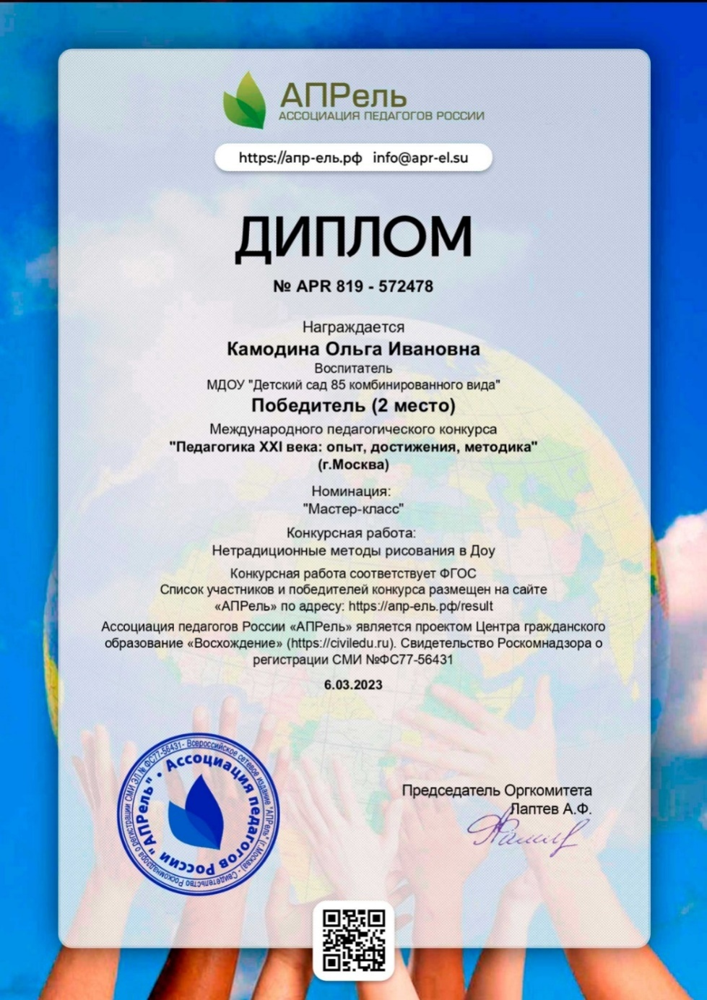 АПРель
АССОЦИАЦИЯ ПЕДАГОГОВ РОССИИ
https://апр-ель.рф info@apr-el.su
ДИПЛОМ
№ APR 819 - 572478
Награждается
Камодина Ольга Ивановна
Воспитатель
МДОУ "Детский сад 85 комбинированного вида"
Победитель (2 место)
Международного педагогического конкурса
"Педагогика XXI века: опыт, достижения, методика"
(г.Москва)
Номинация:
"Мастер-класс"
Конкурсная работа:
Нетрадиционные методы рисования в Доу
Конкурсная работа соответствует ФГОС
Список участников и победителей конкурса размещен на сайте
«АПРель» по адресу: https://апр-ель.рф/result
Ассоциация педагогов России «АПРель» является проектом Центра гражданского
образование «Восхождение» (https://civiledu.ru). Свидетельство Роскомнадзора о
регистрации СМИ №ФС77-56431
6.03.2023
Председатель Оргкомитета
Лаптев А.Ф.
Ассоциация педагогов России "АПРель" •
Всероссийское сетевое издание "АПРель" (г. Москва) - Свидетельство Роскомнадзора о регистрации СМИ ЭЛ № ФС77-56431 -